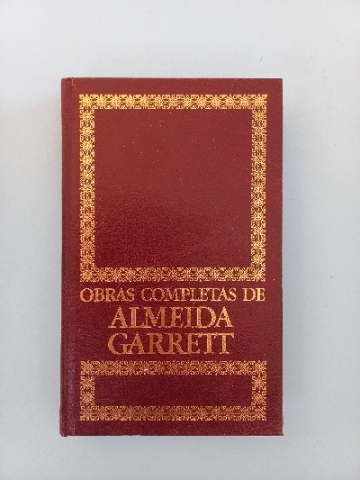 OBRAS COMPLETAS DE
ALMEIDA
GARRETT